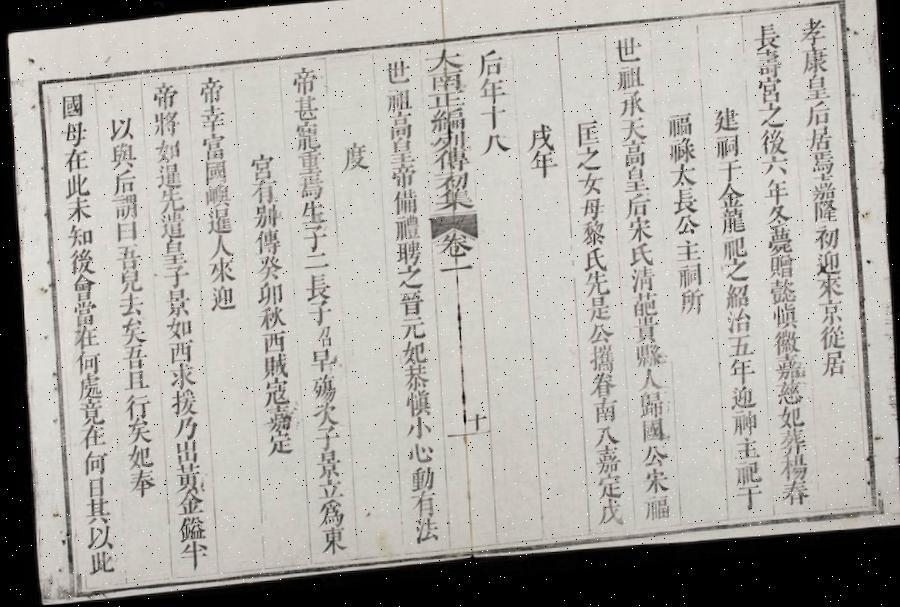 孝康皇后居焉嘉隆初迎來京從居
長壽宮之後六年冬薨贈懿慎徽嘉慈妃葬楊春
建祠于金龍祀之紹治五年迎神主祀于
福祿太長公主祠所
世祖承天高皇后宋氏清葩貴縣人歸國公宋福
匡之女母黎氏先是公攜眷南入嘉定戊
戌年
后年十八
大南正編列傳初集 卷一 十
世祖高皇帝備禮聘之晉元妃恭慎小心動有法
度
帝甚寵重焉生子二長子昭早殤次子景立為東
宮有別傳癸卯秋西賊寇嘉定
帝幸富國嶼暹人來迎
帝將如暹先遣皇子景如西求援乃出黃金鎰半
以與后謂曰吾兒去矣吾且行矣妃奉
國母在此未知後會當在何處竟在何日其以此